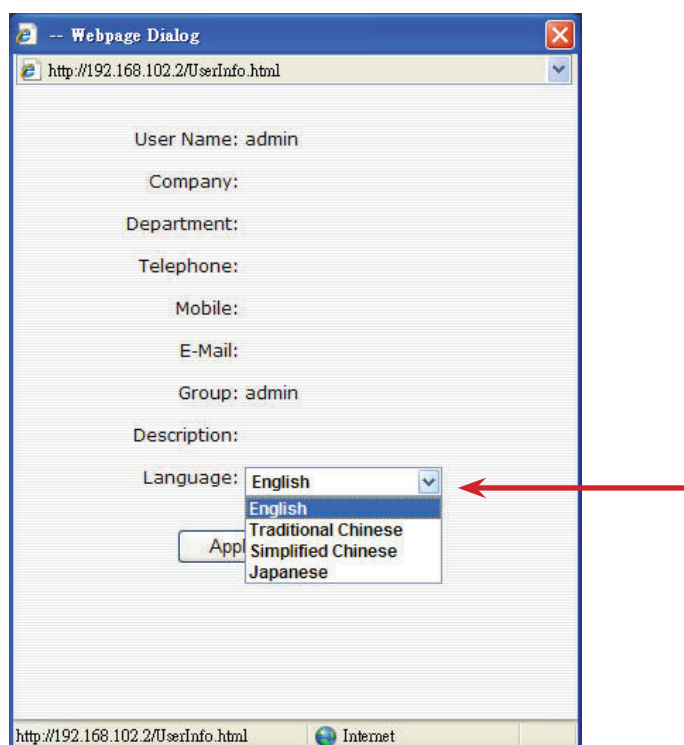 -- Webpage Dialog
http://192.168.102.2/UserInfo.html
User Name: admin
Company:
Department:
Telephone:
Mobile:
E-Mail:
Group: admin
Description:
Language: English
English
Traditional Chinese
Simplified Chinese
Japanese
Appl
http://192.168.102.2/UserInfo.html Internet